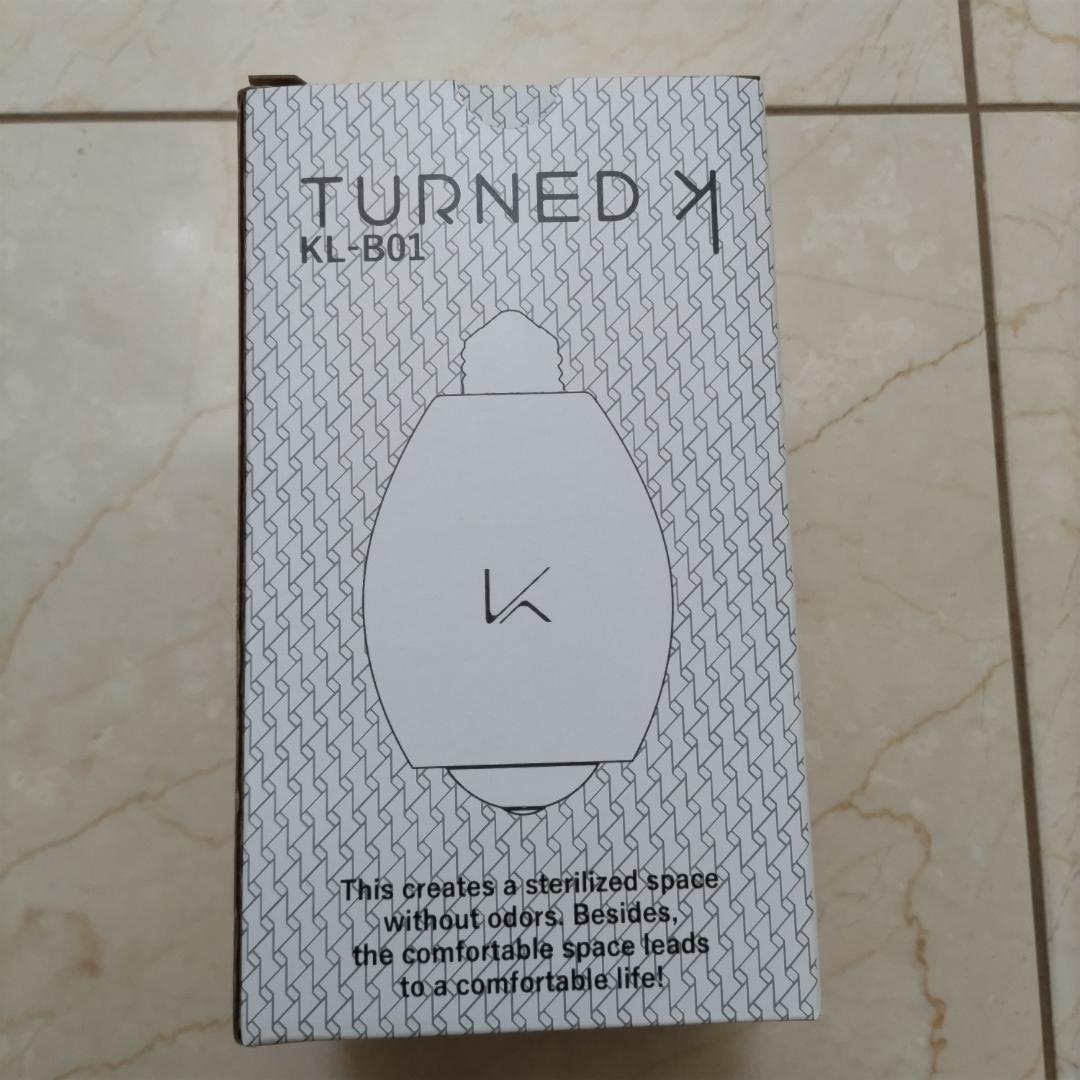 TURNED K
KL-B01
K
This creates a sterilized space
without odors. Besides,
the comfortable space leads
to a comfortable life!